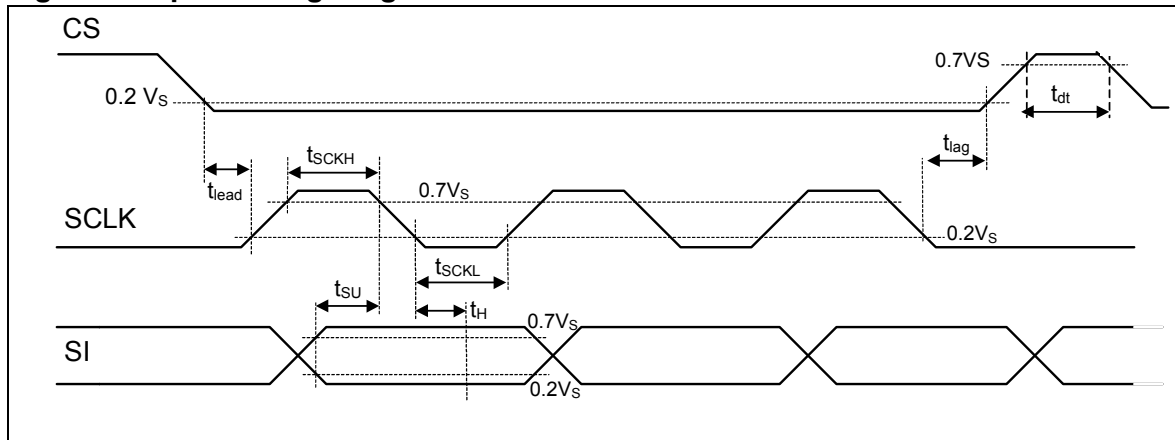 CS
0.7VS
0.2 VS
tdt
tSCKH
tlag
tlead
0.7VS
SCLK
0.2VS
tSCKL
tSU
tH
0.7VS
SI
0.2VS